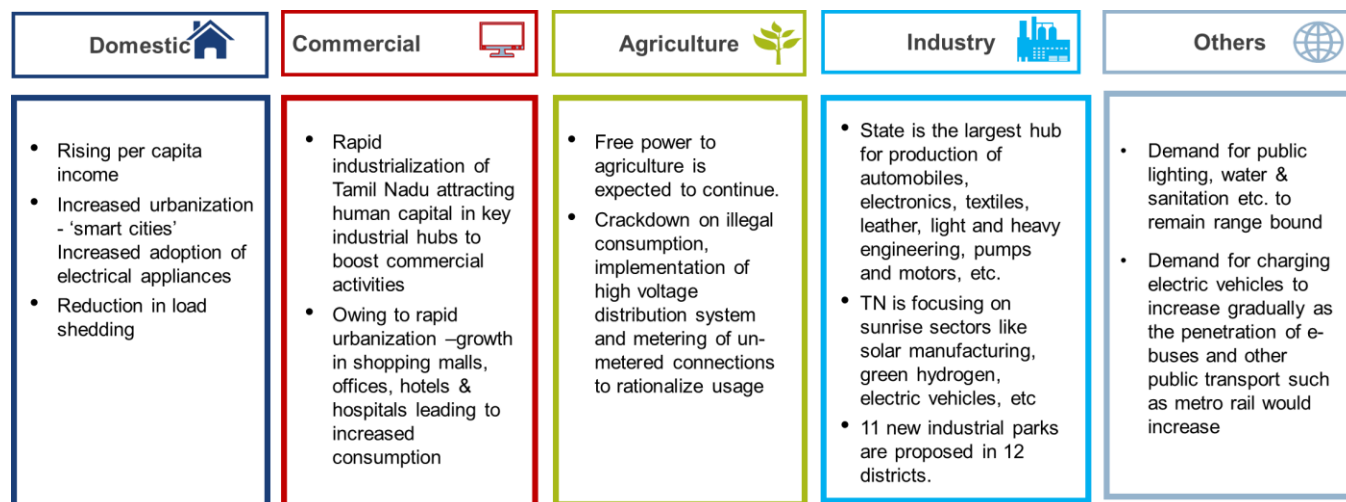 Domestic
Commercial
Agriculture
Industry
Others
• Rising per capita
income
• Increased urbanization
- ‘smart cities’
Increased adoption of
electrical appliances
• Reduction in load
shedding
• Rapid
industrialization of
Tamil Nadu attracting
human capital in key
industrial hubs to
boost commercial
activities
• Owing to rapid
urbanization –growth
in shopping malls,
offices, hotels &
hospitals leading to
increased
consumption
• Free power to
agriculture is
expected to continue.
• Crackdown on illegal
consumption,
implementation of
high voltage
distribution system
and metering of un-
metered connections
to rationalize usage
• State is the largest hub
for production of
automobiles,
electronics, textiles,
leather, light and heavy
engineering, pumps
and motors, etc.
• TN is focusing on
sunrise sectors like
solar manufacturing,
green hydrogen,
electric vehicles, etc
• 11 new industrial parks
are proposed in 12
districts.
• Demand for public
lighting, water &
sanitation etc. to
remain range bound
• Demand for charging
electric vehicles to
increase gradually as
the penetration of e-
buses and other
public transport such
as metro rail would
increase